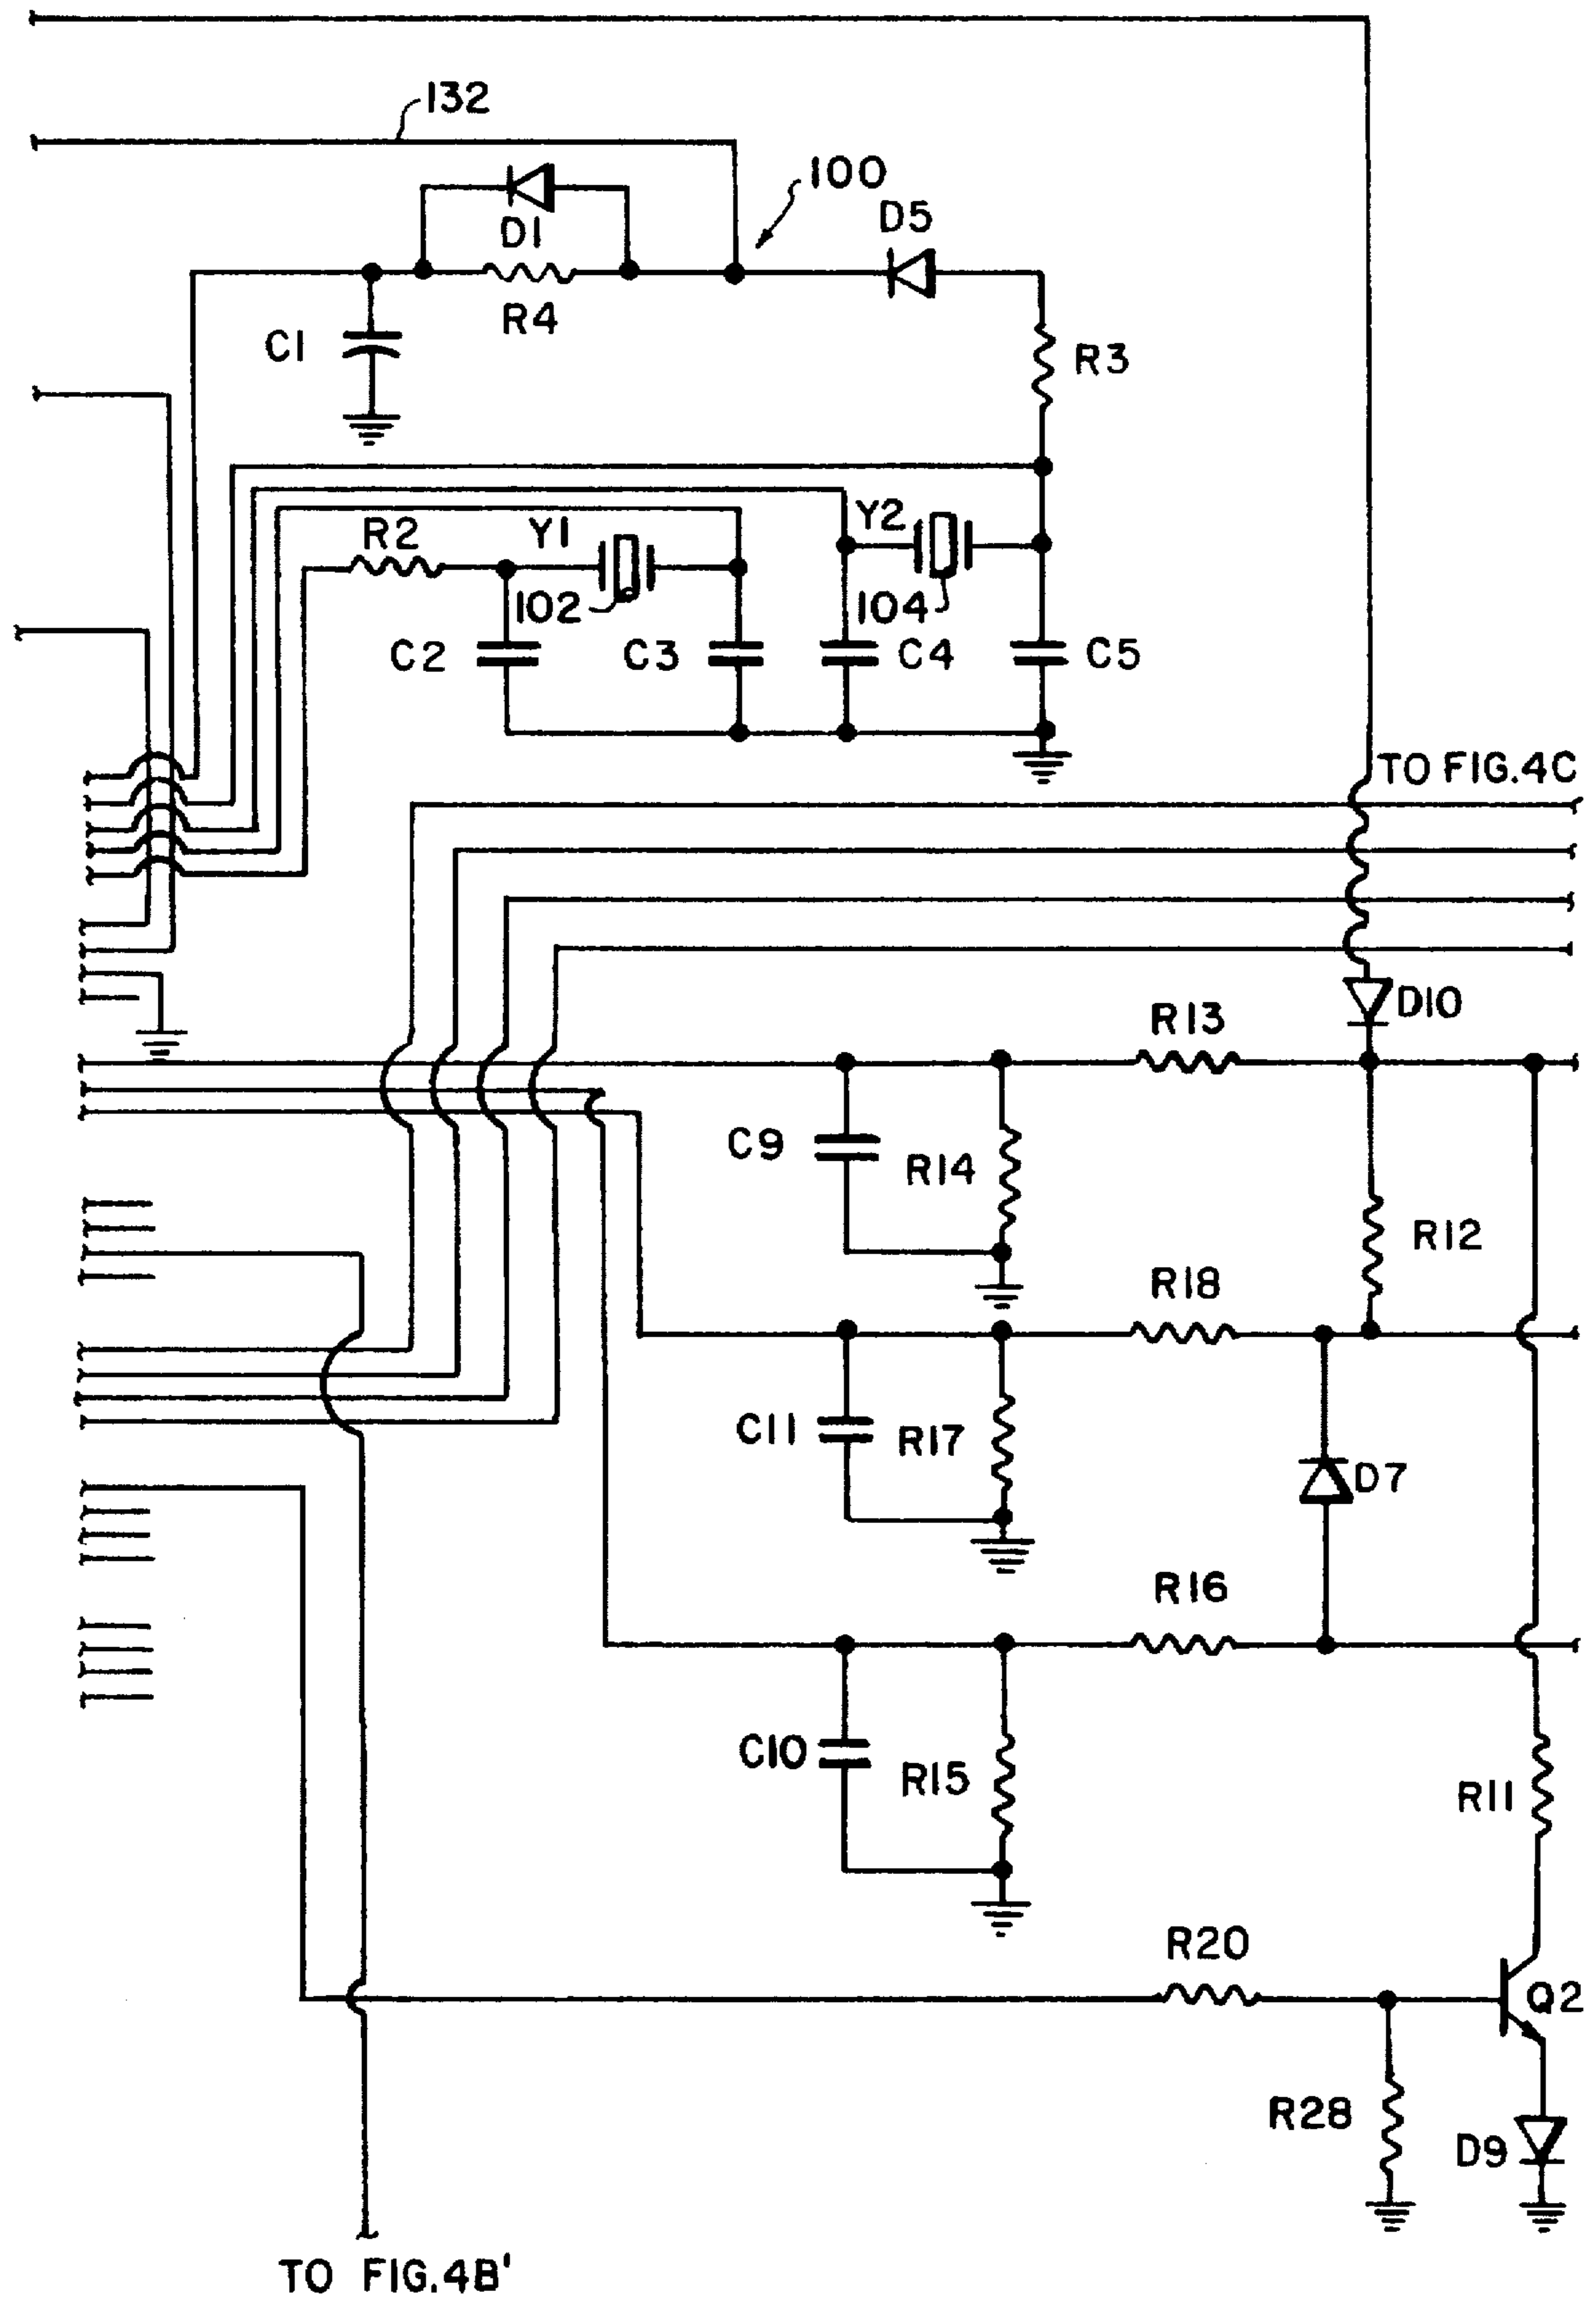 132
100
D5
D1
R4
C1
R3
R2
Y1
Y2
102
104
C2
C3
C4
C5
TO FIG.4C
D10
R13
C9
R14
R12
R18
C11
R17
D7
R16
C10
R15
R11
R20
Q2
R28
D9
TO FIG.4B'